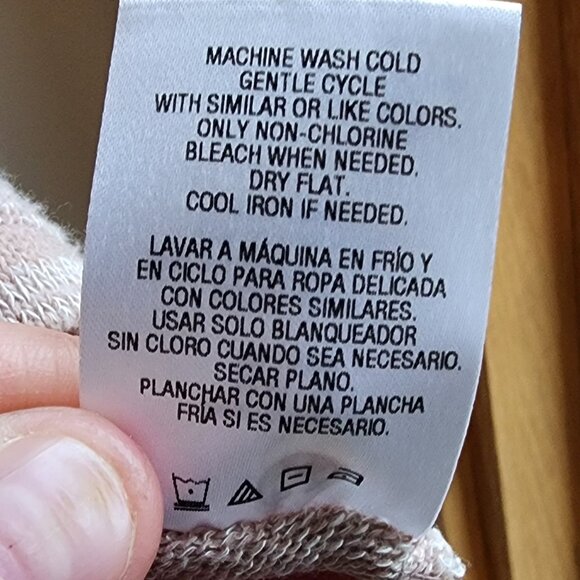 MACHINE WASH COLD
GENTLE CYCLE
WITH SIMILAR OR LIKE COLORS.
ONLY NON-CHLORINE
BLEACH WHEN NEEDED.
DRY FLAT.
COOL IRON IF NEEDED.
LAVAR A MÁQUINA EN FRÍO Y
EN CICLO PARA ROPA DELICADA
CON COLORES SIMILARES.
USAR SOLO BLANQUEADOR
SIN CLORO CUANDO SEA NECESARIO.
SECAR PLANO.
PLANCHAR CON UNA PLANCHA
FRÍA SI ES NECESARIO.